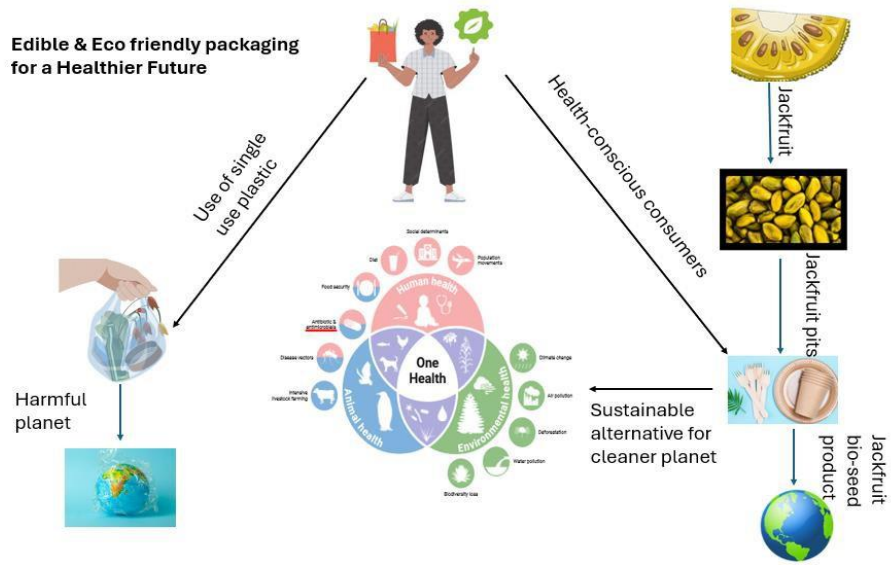 Edible & Eco friendly packaging
for a Healthier Future
Use of single
use plastic
Health-conscious consumers
Jackfruit
Jackfruit pits
Jackfruit
bio-seed
product
Harmful
planet
Sustainable
alternative for
cleaner planet
Social determinants
Diet
Population
movements
Food security
Human health
Antibiotic &
antimicrobials
Disease vectors
One
Health
Climate change
Intensive
livestock farming
Air pollution
Animal health
Environmental health
Deforestation
Water pollution
Biodiversity loss